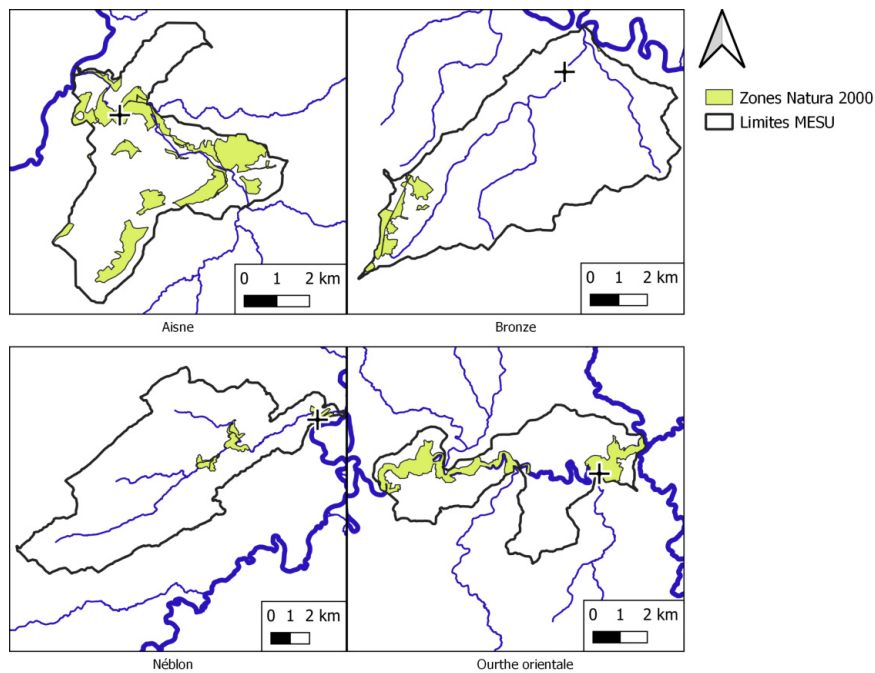 Zones Natura 2000
Limites MESU
0 1 2 km
0 1 2 km
Aisne
Bronze
0 1 2 km
0 1 2 km
Néblon
Ourthe orientale